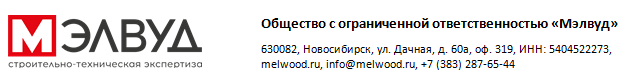 МЭЛВУД
строительно-техническая экспертиза
Общество с ограниченной ответственностью «Мэлвуд»
630082, Новосибирск, ул. Дачная, д. 60а, оф. 319, ИНН: 5404522273,
melwood.ru, info@melwood.ru, +7 (383) 287-65-44